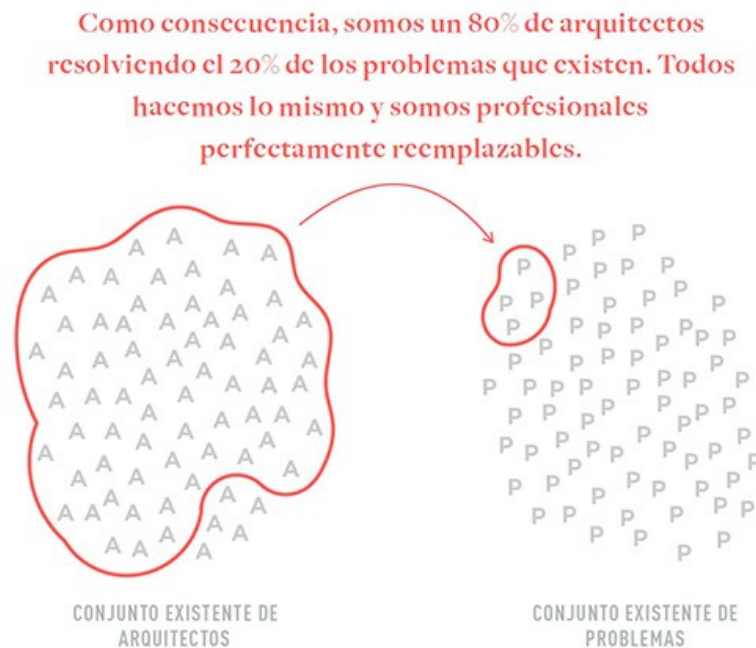 Como consecuencia, somos un 80% de arquitectos
resolviendo el 20% de los problemas que existen. Todos
hacemos lo mismo y somos profesionales
perfectamente reemplazables.
CONJUNTO EXISTENTE DE
ARQUITECTOS
CONJUNTO EXISTENTE DE
PROBLEMAS